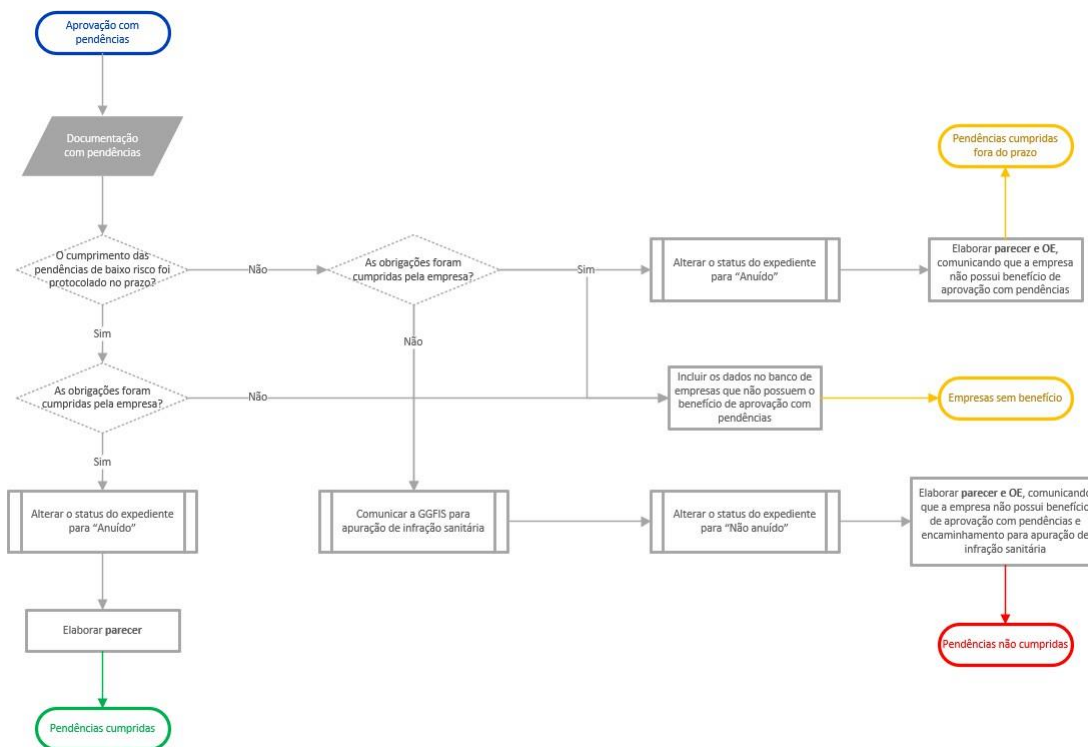 Aprovação com
pendências
Documentação
com pendências
Pendências cumpridas
fora do prazo
O cumprimento das
pendências de baixo risco foi
protocolado no prazo?
Não
As obrigações foram
cumpridas pela empresa?
Sim
Alterar o status do expediente
para “Anuído”
Elaborar parecer e OE,
comunicando que a empresa
não possui benefício de
aprovação com pendências
Sim
Não
As obrigações foram
cumpridas pela empresa?
Não
Incluir os dados no banco de
empresas que não possuem o
benefício de aprovação com
pendências
Empresas sem benefício
Sim
Alterar o status do expediente
para “Anuído”
Comunicar a GGFIS para
apuração de infração sanitária
Alterar o status do expediente
para “Não anuído”
Elaborar parecer e OE, comunicando
que a empresa não possui benefício
de aprovação com pendências e
encaminhamento para apuração de
infração sanitária
Elaborar parecer
Pendências não cumpridas
Pendências cumpridas